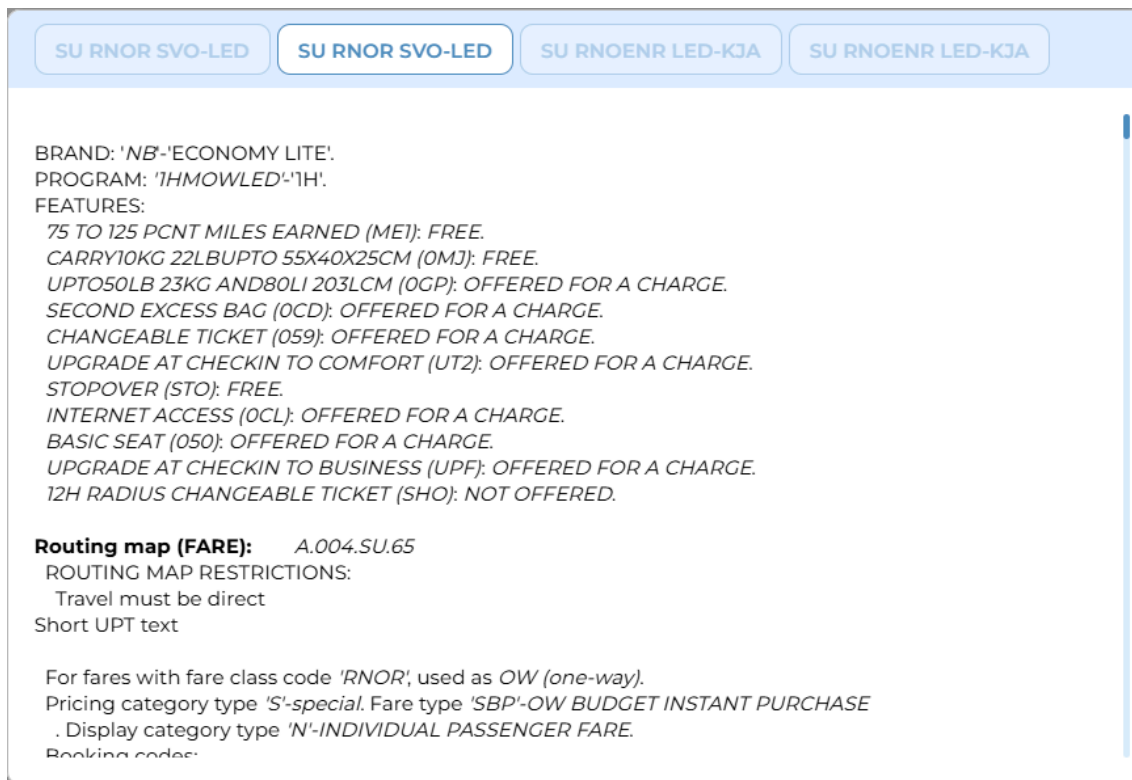 SU RNOR SVO-LED
SU RNOR SVO-LED
SU RNOENR LED-KJA
SU RNOENR LED-KJA
BRAND: 'NB'-'ECONOMY LITE'.
PROGRAM: '1HMOWLED'-'1H'.
FEATURES:
75 TO 125 PCNT MILES EARNED (ME1): FREE.
CARRY10KG 22LBUPTO 55X40X25CM (0MJ): FREE.
UPTO50LB 23KG AND80LI 203LCM (0GP): OFFERED FOR A CHARGE.
SECOND EXCESS BAG (0CD): OFFERED FOR A CHARGE.
CHANGEABLE TICKET (059): OFFERED FOR A CHARGE.
UPGRADE AT CHECKIN TO COMFORT (UT2): OFFERED FOR A CHARGE.
STOPOVER (STO): FREE.
INTERNET ACCESS (0CL): OFFERED FOR A CHARGE.
BASIC SEAT (050): OFFERED FOR A CHARGE.
UPGRADE AT CHECKIN TO BUSINESS (UPF): OFFERED FOR A CHARGE.
12H RADIUS CHANGEABLE TICKET (SHO): NOT OFFERED.
Routing map (FARE): A.004.SU.65
ROUTING MAP RESTRICTIONS:
Travel must be direct
Short UPT text
For fares with fare class code 'RNOR', used as OW (one-way).
Pricing category type 'S'-special. Fare type 'SBP'-OW BUDGET INSTANT PURCHASE
. Display category type 'N'-INDIVIDUAL PASSENGER FARE.
Booking codes: